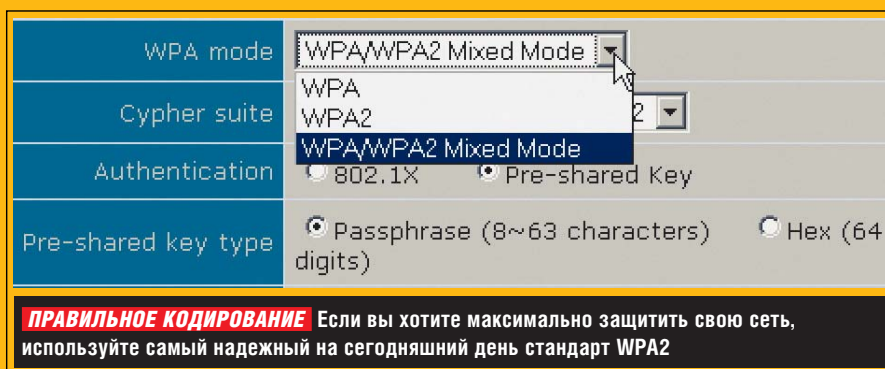 WPA mode WPA/WPA2 Mixed Mode
WPA
Cypher suite WPA2 2
WPA/WPA2 Mixed Mode
Authentication 802.1X Pre-shared Key
Pre-shared key type Passphrase (8~63 characters) Hex (64
digits)
ПРАВИЛЬНОЕ КОДИРОВАНИЕ Если вы хотите максимально защитить свою сеть,
используйте самый надежный на сегодняшний день стандарт WPA2